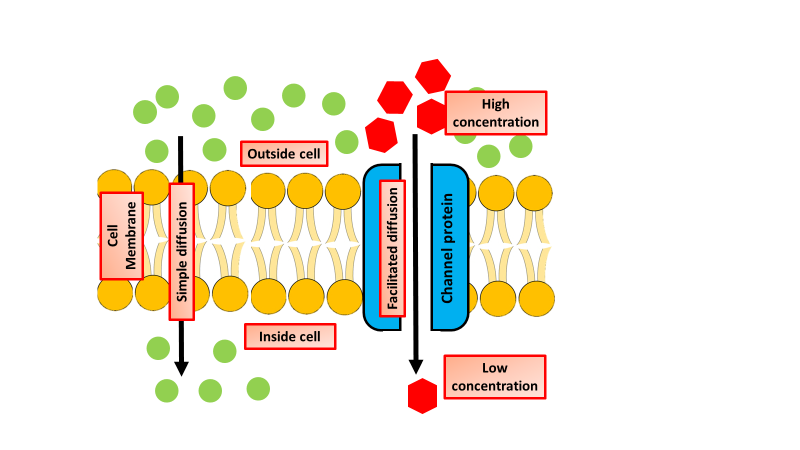 High
concentration
Outside cell
Cell
Membrane
Simple diffusion
Facilitated diffusion
Channel protein
Inside cell
Low
concentration